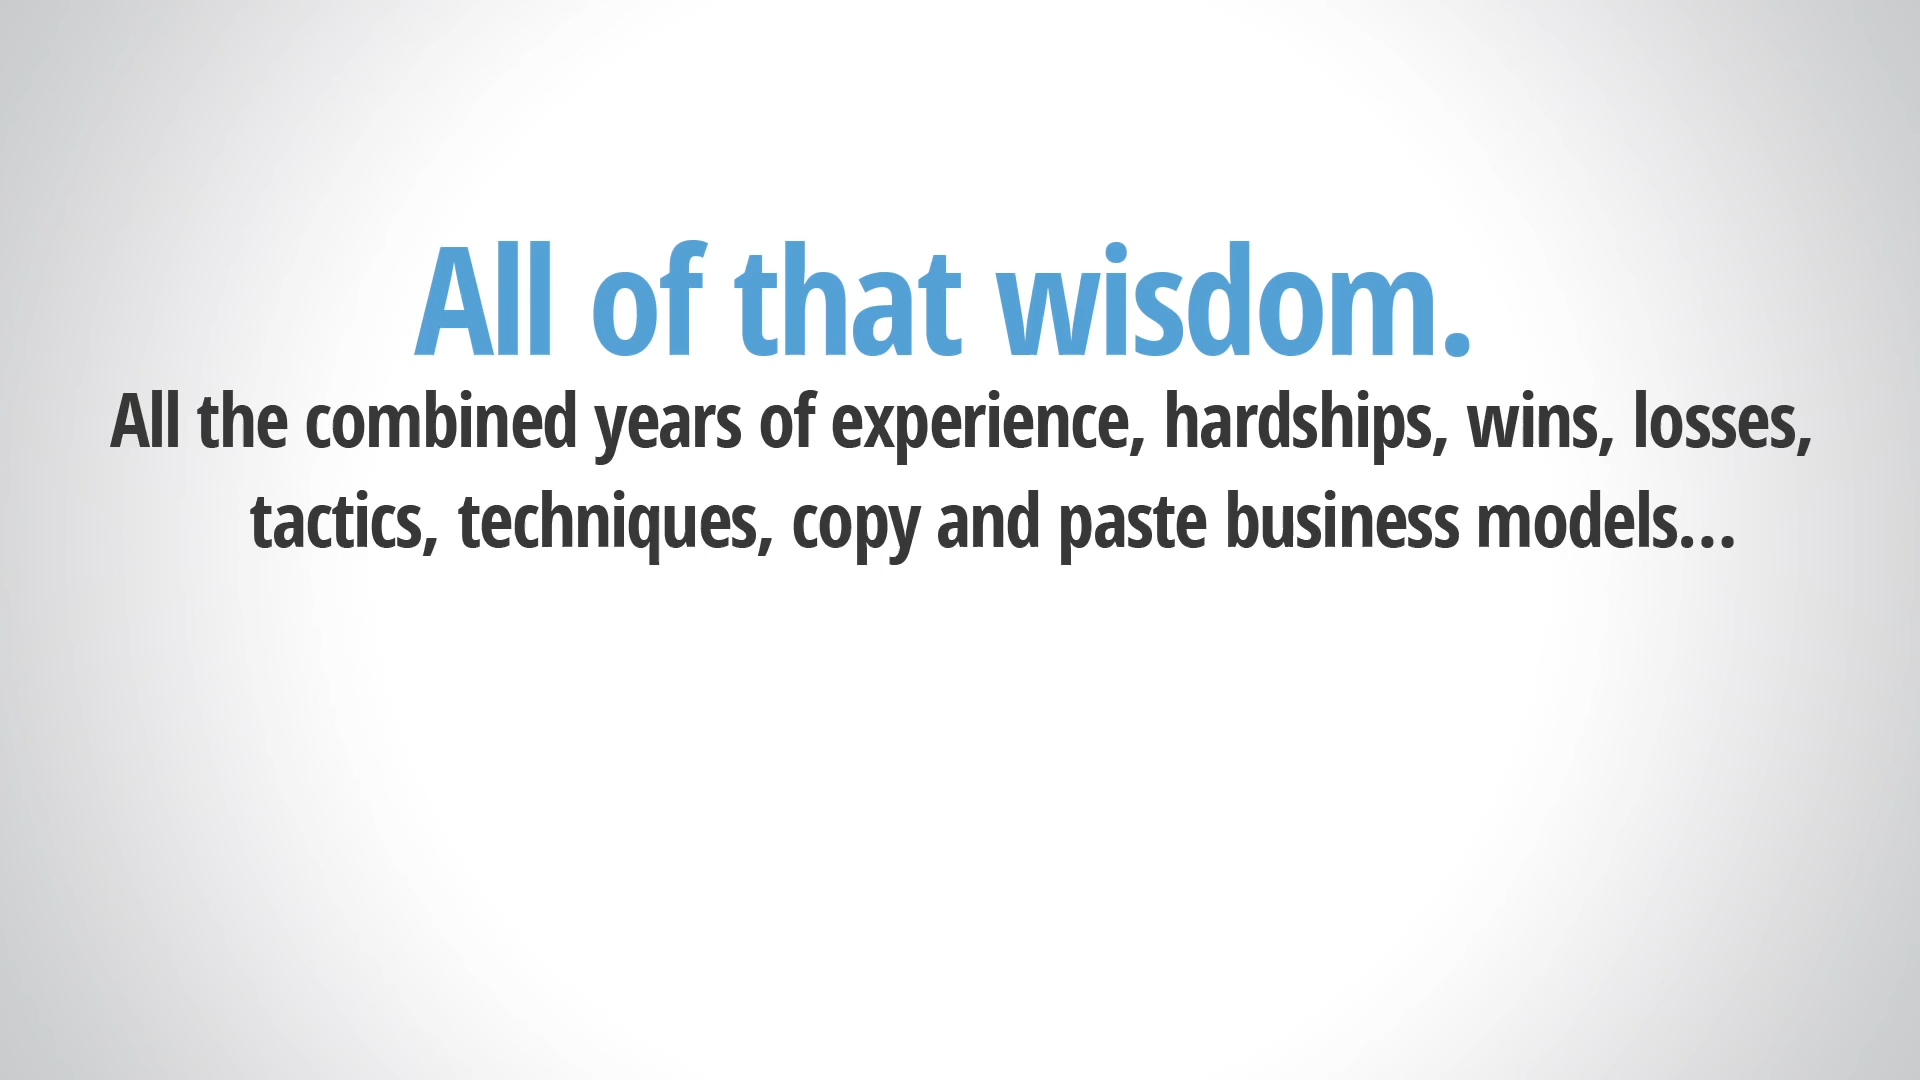 All of that wisdom.
All the combined years of experience, hardships, wins, losses,
tactics, techniques, copy and paste business models...